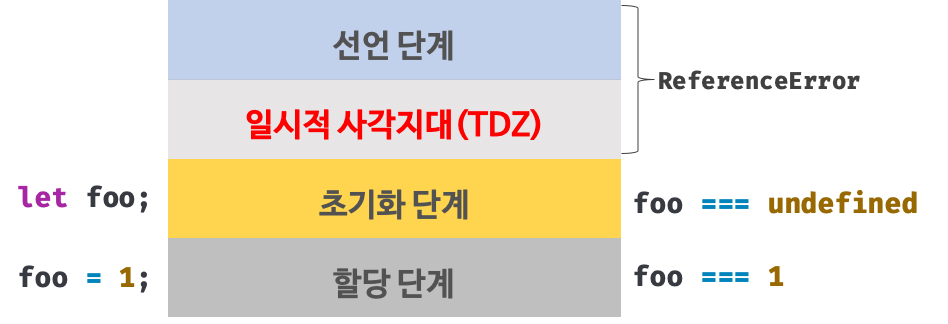 선언 단계
ReferenceError
일시적 사각지대(TDZ)
let foo;
초기화 단계
foo === undefined
foo = 1;
할당 단계
foo === 1